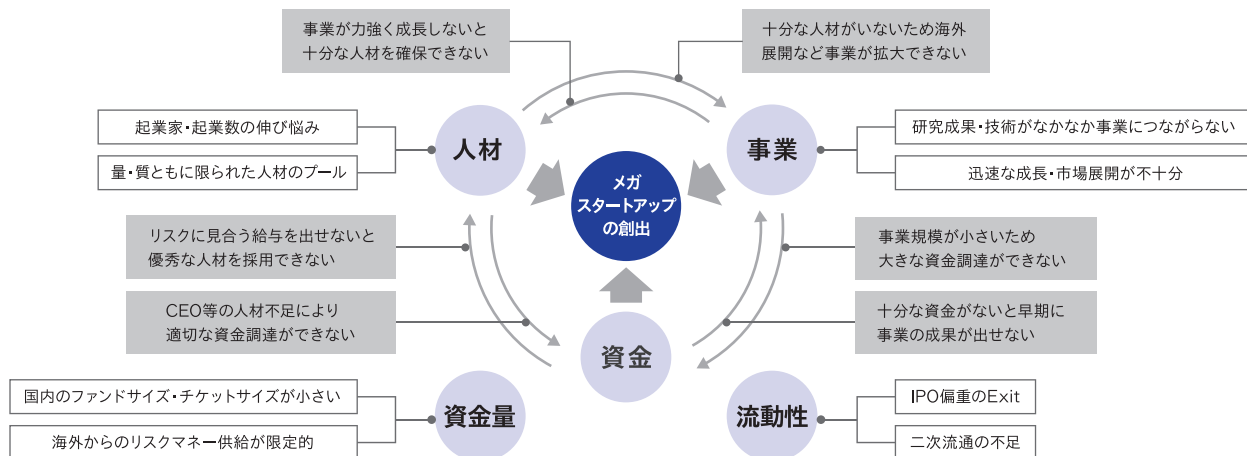 事業が力強く成長しないと
十分な人材を確保できない
十分な人材がいないため海外
展開など事業が拡大できない
起業家・起業数の伸び悩み
量・質ともに限られた人材のプール
人材
メガ
スタートアップ
の創出
事業
研究成果・技術がなかなか事業につながらない
迅速な成長・市場展開が不十分
リスクに見合う給与を出せないと
優秀な人材を採用できない
事業規模が小さいため
大きな資金調達ができない
CEO等の人材不足により
適切な資金調達ができない
十分な資金がないと早期に
事業の成果が出せない
資金
国内のファンドサイズ・チケットサイズが小さい
海外からのリスクマネー供給が限定的
資金量
流動性
IPO偏重のExit
二次流通の不足